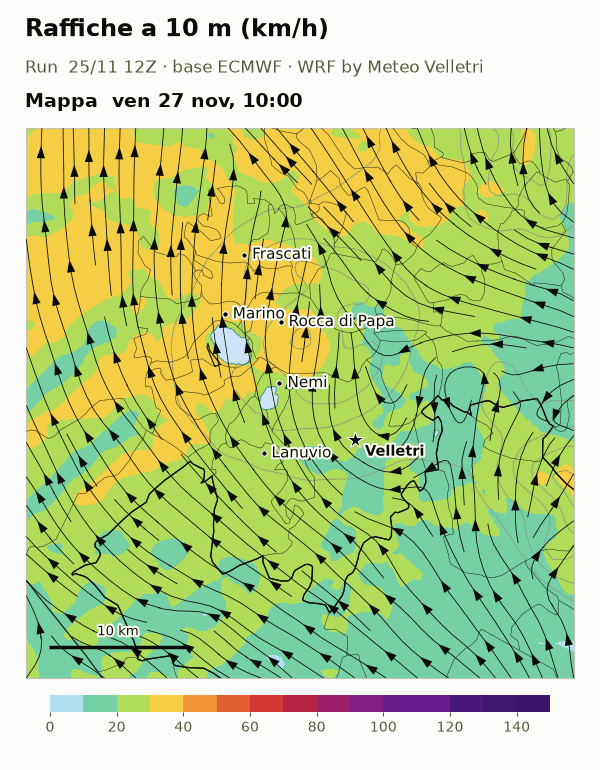 Raffiche a 10 m (km/h)
Run  25/11 12Z · base ECMWF · WRF by Meteo Velletri
Mappa  ven 27 nov, 10:00
Frascati
Marino
Rocca di Papa
Nemi
Velletri
Lanuvio
10 km
0 20 40 60 80 100 120 140